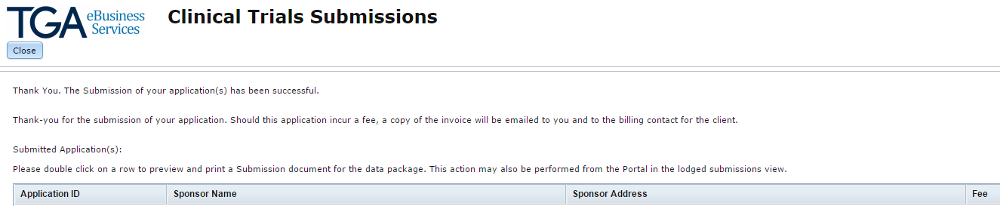 TGA eBusiness Services
Clinical Trials Submissions
Close
Thank You. The Submission of your application(s) has been successful.
Thank-you for the submission of your application. Should this application incur a fee, a copy of the invoice will be emailed to you and to the billing contact for the client.
Submitted Application(s):
Please double click on a row to preview and print a Submission document for the data package. This action may also be performed from the Portal in the lodged submissions view.
Application ID Sponsor Name Sponsor Address Fee